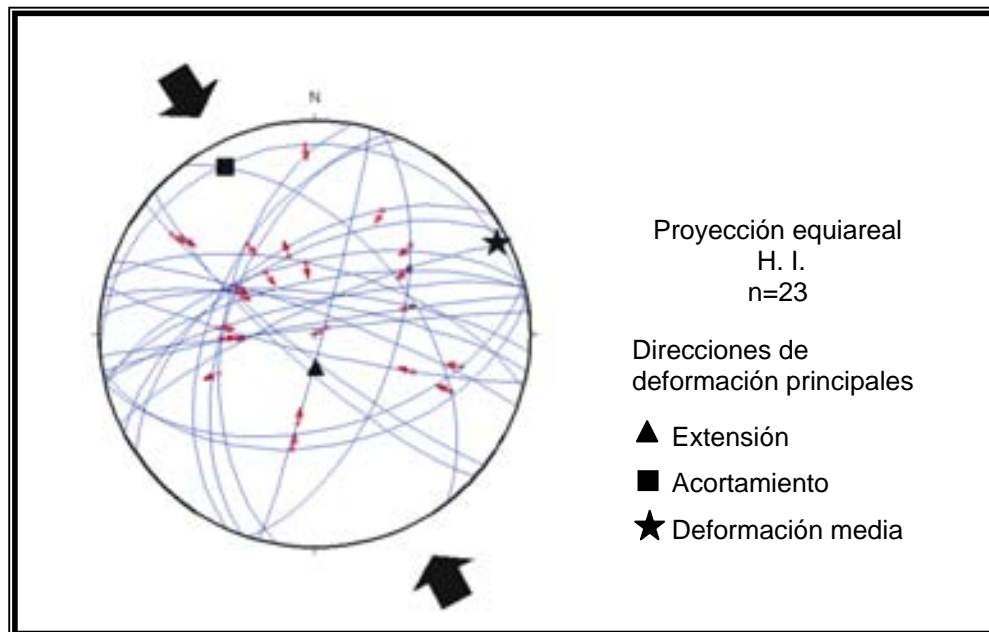 N
Proyección equiareal
H. I.
n=23
Direcciones de
deformación principales
Extensión
Acortamiento
Deformación media